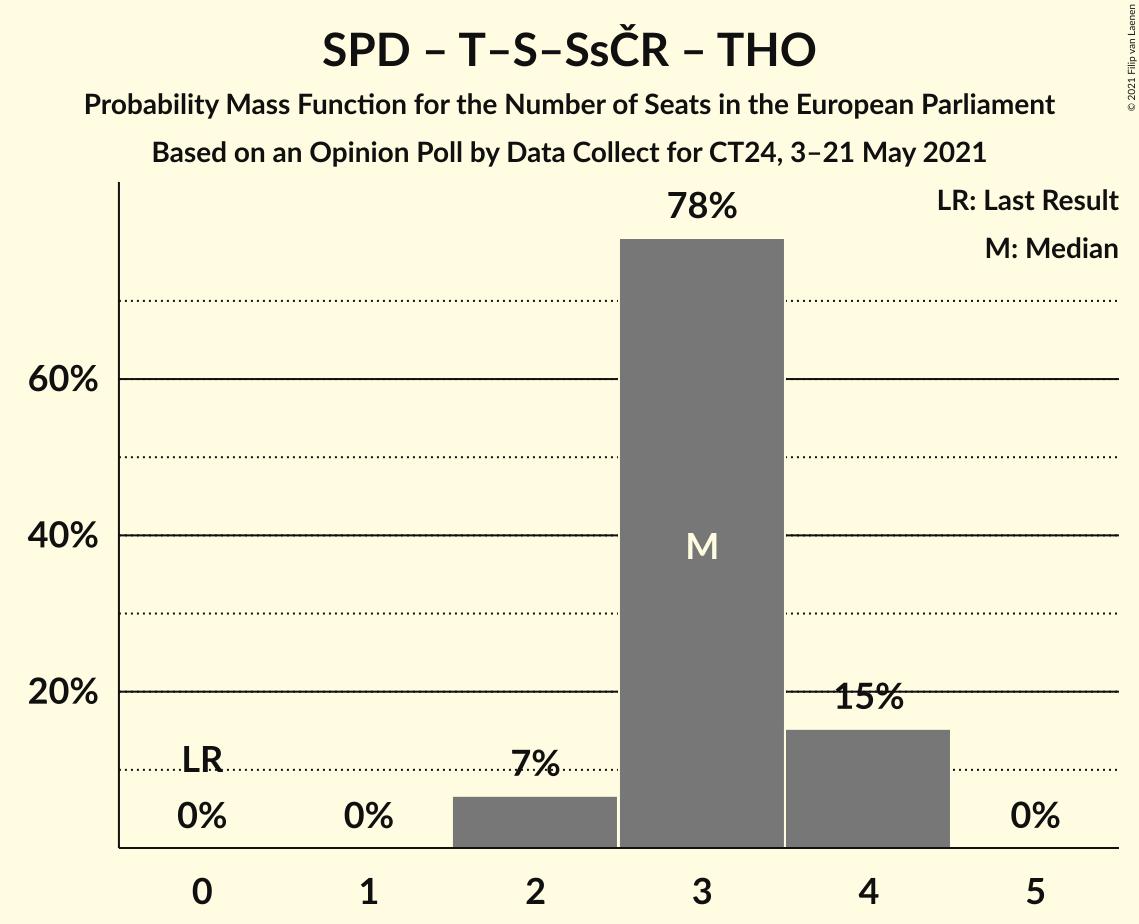 SPD – T–S–SsČR – THO
Probability Mass Function for the Number of Seats in the European Parliament
Based on an Opinion Poll by Data Collect for CT24, 3–21 May 2021
© 2021 Filip van Laenen
LR: Last Result
M: Median
78%
60%
40%
M
20%
15%
LR
7%
0%
0%
0%
0
1
2
3
4
5